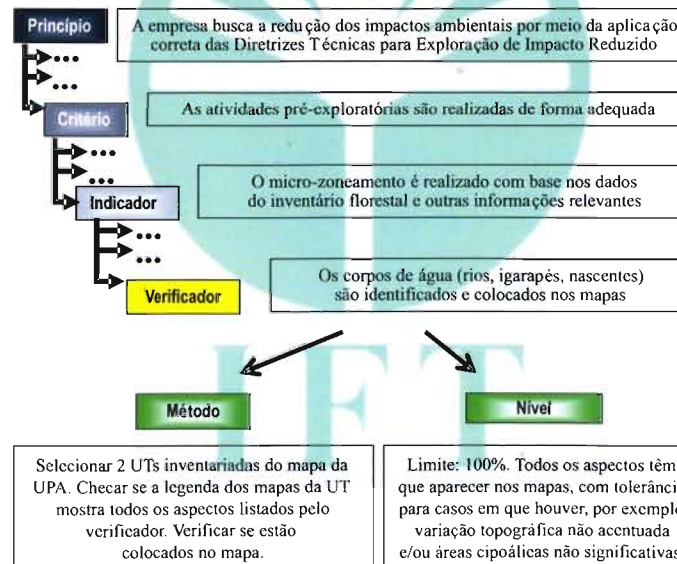 Princípio
A empresa busca a redução dos impactos ambientais por meio da aplicação
correta das Diretrizes Técnicas para Exploração de Impacto Reduzido
Critério
As atividades pré-exploratórias são realizadas de forma adequada
Indicador
O micro-zoneamento é realizado com base nos dados
do inventário florestal e outras informações relevantes
Verificador
Os corpos de água (rios, igarapés, nascentes)
são identificados e colocados nos mapas
IFT
Método
Nível
Selecionar 2 UTs inventariadas do mapa da
UPA. Checar se a legenda dos mapas da UT
mostra todos os aspectos listados pelo
verificador. Verificar se estão
colocados no mapa.
Limite: 100%. Todos os aspectos têm
que aparecer nos mapas, com tolerânci
para casos em que houver, por exemplo
variação topográfica não acentuada
e/ou áreas cipoálicas não significativas